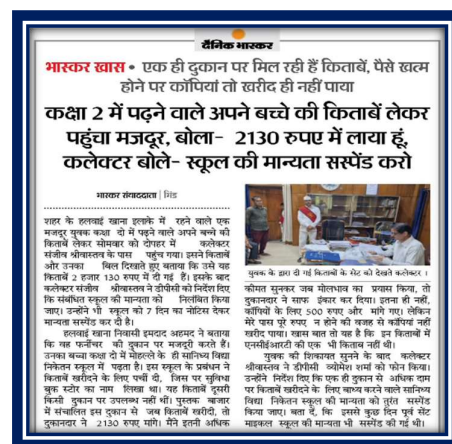 दैनिक भास्कर
भास्कर खास • एक ही दुकान पर मिल रही हैं किताबें, पैसे खत्म
होने पर कॉपियां तो खरीद ही नहीं पाया
कक्षा 2 में पढ़ने वाले अपने बच्चे की किताबें लेकर
पहुंचा मजदूर, बोला- 2130 रुपए में लाया हूं,
कलेक्टर बोले- स्कूल की मान्यता सस्पेंड करो
भास्कर संवाददाता | भिंड
शहर के हलवाई खाना इलाके में रहने वाले एक
मजदूर युवक कक्षा दो में पढ़ने वाले अपने बच्चे की
किताबें लेकर सोमवार को दोपहर में कलेक्टर
संजीव श्रीवास्तव के पास पहुंच गया। इसने किताबें
और उनका बिल दिखाते हुए बताया कि उसे यह
किताबें 2 हजार 130 रुपए में दी गई हैं। इसके बाद
कलेक्टर संजीव श्रीवास्तव ने डीपीसी को निर्देश दिए
कि संबंधित स्कूल की मान्यता को निलंबित किया
जाए। उन्होंने भी स्कूल को 7 दिन का नोटिस देकर
मान्यता सस्पेंड कर दी है।
हलवाई खाना निवासी इमदाद अहमद ने बताया
कि वह फर्नीचर की दुकान पर मजदूरी करते हैं।
उनका बच्चा कक्षा दो में मोहल्ले के ही सानिध्य विद्या
निकेतन स्कूल में पढ़ता है। इस स्कूल के प्रबंधन ने
किताबें खरीदने के लिए पर्ची दी, जिस पर सुविधा
बुक स्टोर का नाम लिखा था। यह किताबें दूसरी
किसी दुकान पर उपलब्ध नहीं थीं। पुस्तक बाजार
में संचालित इस दुकान से जब किताबें खरीदी, तो
दुकानदार ने 2130 रुपए मांगे। मैंने इतनी अधिक
युवक के द्वारा दी गई किताबों के सेट को देखते कलेक्टर ।
कीमत सुनकर जब मोलभाव का प्रयास किया, तो
दुकानदार ने साफ इंकार कर दिया। इतना ही नहीं,
कॉपियों के लिए 500 रुपए और मांगे गए। लेकिन
मेरे पास पूरे रुपए न होने की वजह से कॉपियां नहीं
खरीद पाया। खास बात तो यह है कि इन किताबों में
एनसीईआरटी की एक भी किताब नहीं थी।
युवक की शिकायत सुनने के बाद कलेक्टर
श्रीवास्तव ने डीपीसी व्योमेश शर्मा को फोन किया।
उन्होंने निर्देश दिए कि एक ही दुकान से अधिक दाम
पर किताबें खरीदने के लिए बाध्य करने वाले सानिध्य
विद्या निकेतन स्कूल की मान्यता को तुरंत सस्पेंड
किया जाए। बता दें, कि इससे कुछ दिन पूर्व सेंट
माइकल स्कूल की मान्यता भी सस्पेंड की गई थी।